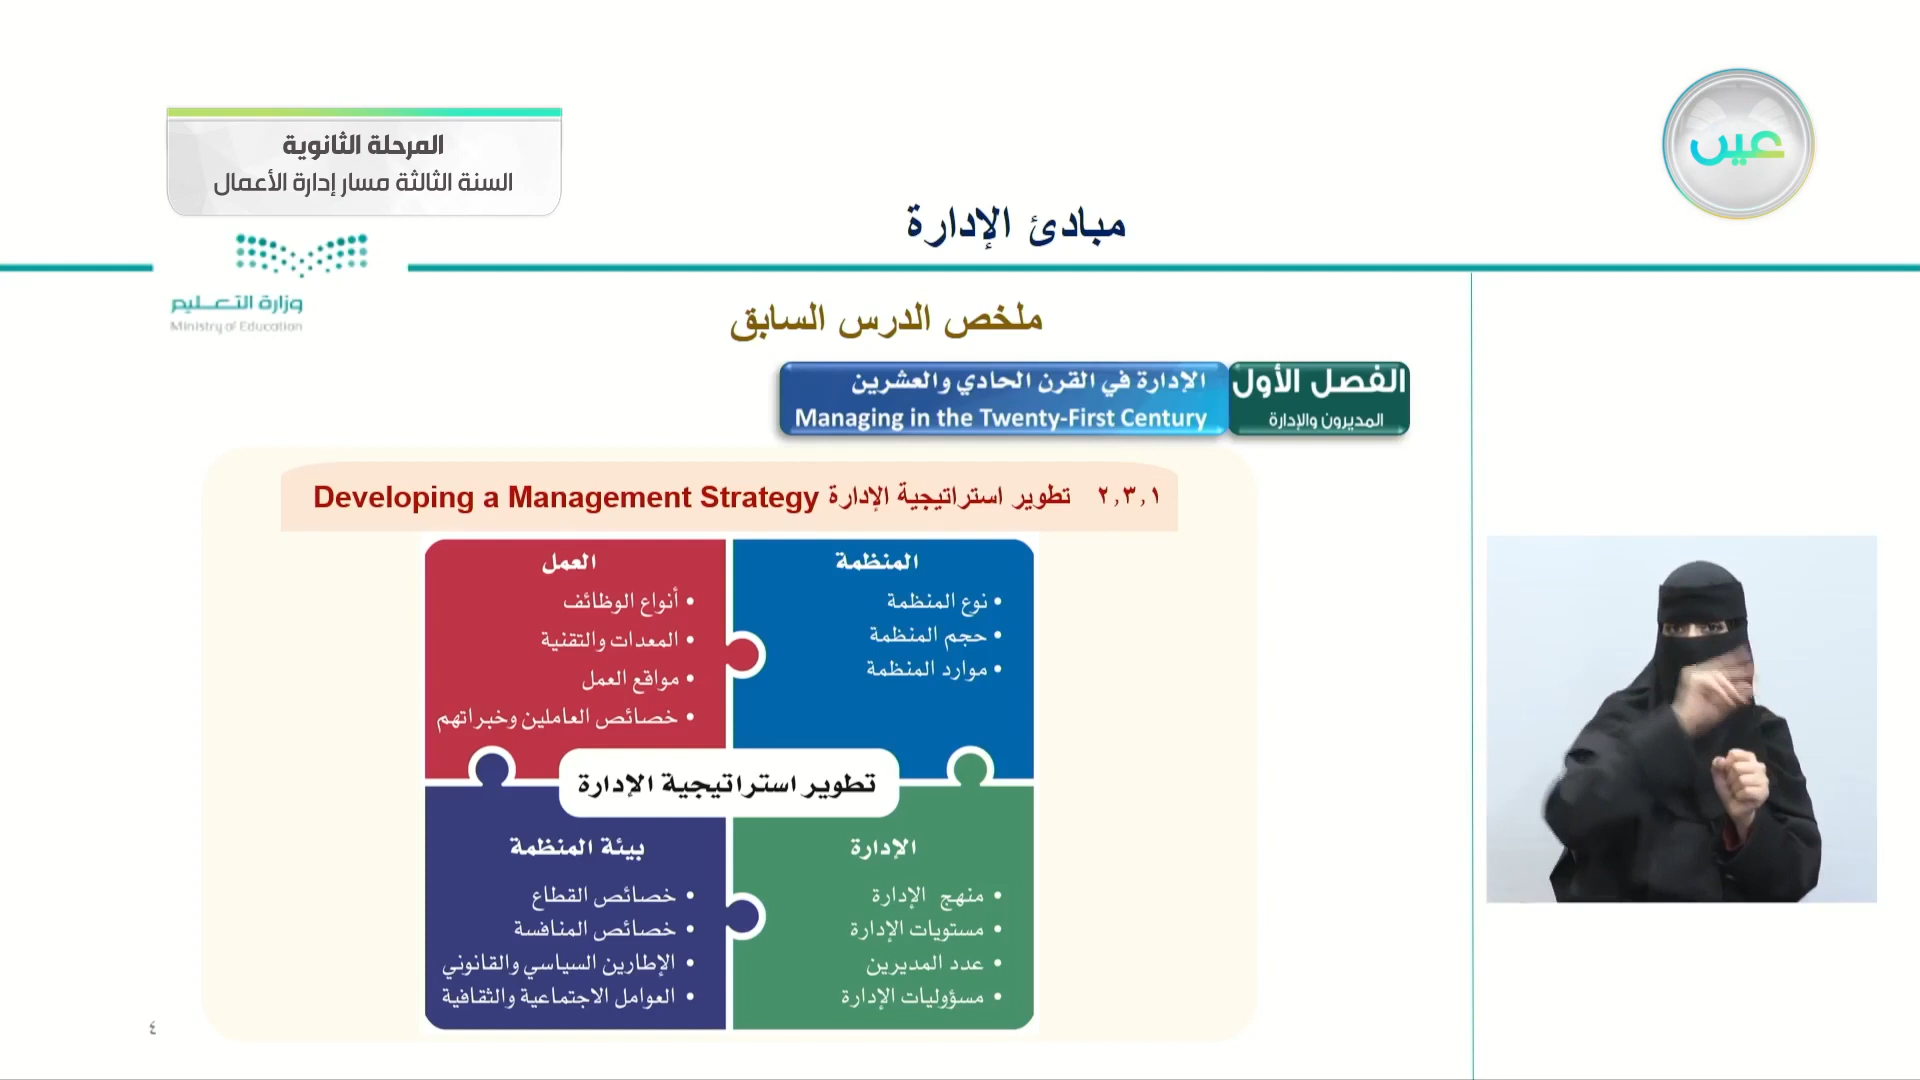 المرحلة الثانوية
السنة الثالثة مسار إدارة الأعمال
عين
مبادئ الإدارة
وزارة التعليم
Ministry of Education
ملخص الدرس السابق
الفصل الأول
المديرون والإدارة
الإدارة في القرن الحادي والعشرين
Managing in the Twenty-First Century
٢,٣,١ تطوير استراتيجية الإدارة Developing a Management Strategy
المنظمة
• نوع المنظمة
• حجم المنظمة
• موارد المنظمة
العمل
• أنواع الوظائف
• المعدات والتقنية
• مواقع العمل
• خصائص العاملين وخبراتهم
تطوير استراتيجية الإدارة
الإدارة
• منهج الإدارة
• مستويات الإدارة
• عدد المديرين
• مسؤوليات الإدارة
بيئة المنظمة
• خصائص القطاع
• خصائص المنافسة
• الإطارين السياسي والقانوني
• العوامل الاجتماعية والثقافية
٤